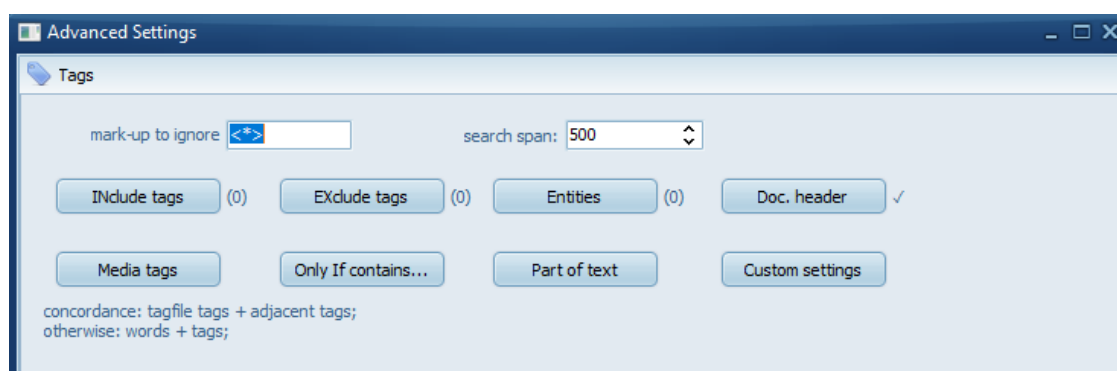 Advanced Settings
Tags
mark-up to ignore <*> search span: 500
INclude tags (0) EXclude tags (0) Entities (0) Doc. header ✓
Media tags Only If contains... Part of text Custom settings
concordance: tagfile tags + adjacent tags;
otherwise: words + tags;